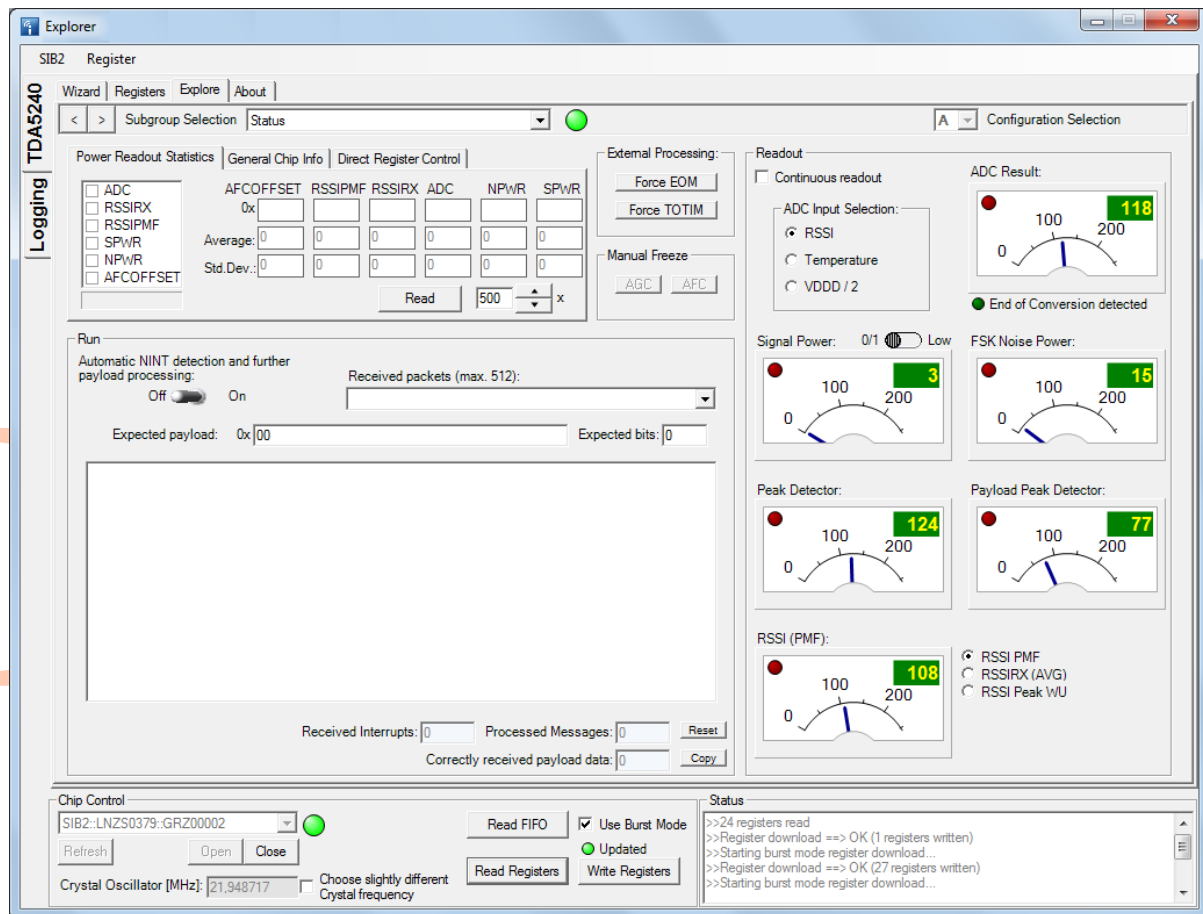 Explorer
SIB2 Register
TDA5240
Logging
Wizard Registers Explore About
< > Subgroup Selection Status A Configuration Selection
Power Readout Statistics General Chip Info Direct Register Control
ADC
RSSIRX
RSSIPMF
SPWR
NPWR
AFCOFFSET
AFCOFFSET RSSIPMF RSSIRX ADC NPWR SPWR
0x
Average: 0 0 0 0 0 0
Std.Dev.: 0 0 0 0 0 0
Read 500 x
External Processing:
Force EOM
Force TOTIM
Manual Freeze
AGC AFC
Readout
Continuous readout
ADC Input Selection:
RSSI
Temperature
VDDD / 2
ADC Result:
118
0 100 200
End of Conversion detected
Signal Power: 0/1 Low
3
0 100 200
FSK Noise Power:
15
0 100 200
Peak Detector:
124
0 100 200
Payload Peak Detector:
77
0 100 200
RSSI (PMF):
108
0 100 200
RSSI PMF
RSSIRX (AVG)
RSSI Peak WU
Run
Automatic NINT detection and further
payload processing:
Off On
Received packets (max. 512):
Expected payload: 0x 00 Expected bits: 0
Received Interrupts: 0 Processed Messages: 0 Reset
Correctly received payload data: 0 Copy
Chip Control
SIB2::LNZS0379::GRZ00002
Refresh Open Close
Crystal Oscillator [MHz]: 21,948717
Choose slightly different
Crystal frequency
Read FIFO Use Burst Mode
Updated
Read Registers Write Registers
Status
>>24 registers read
>>Register download ==> OK (1 registers written)
>>Starting burst mode register download...
>>Register download ==> OK (27 registers written)
>>Starting burst mode register download...